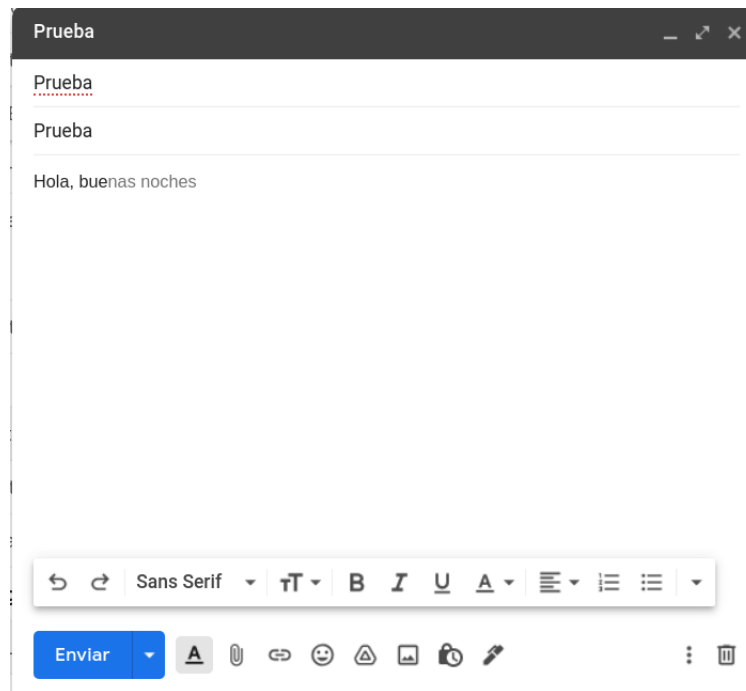 Prueba
Prueba
Prueba
Hola, buenas noches
Sans Serif
Enviar